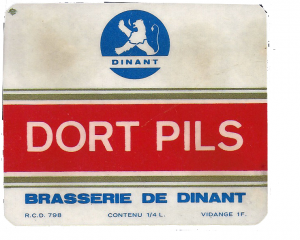 DINANT
DORT PILS
BRASSERIE DE DINANT
R.C.D. 798 CONTENU 1/4 L. VIDANGE 1F.